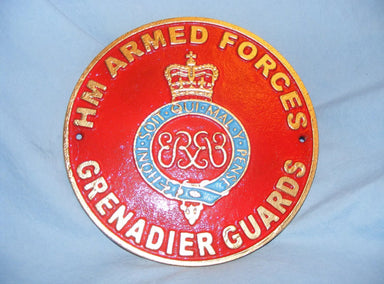 HM ARMED FORCES
HONI·SOIT·QUI·MAL·Y·PENSE
GRENADIER GUARDS